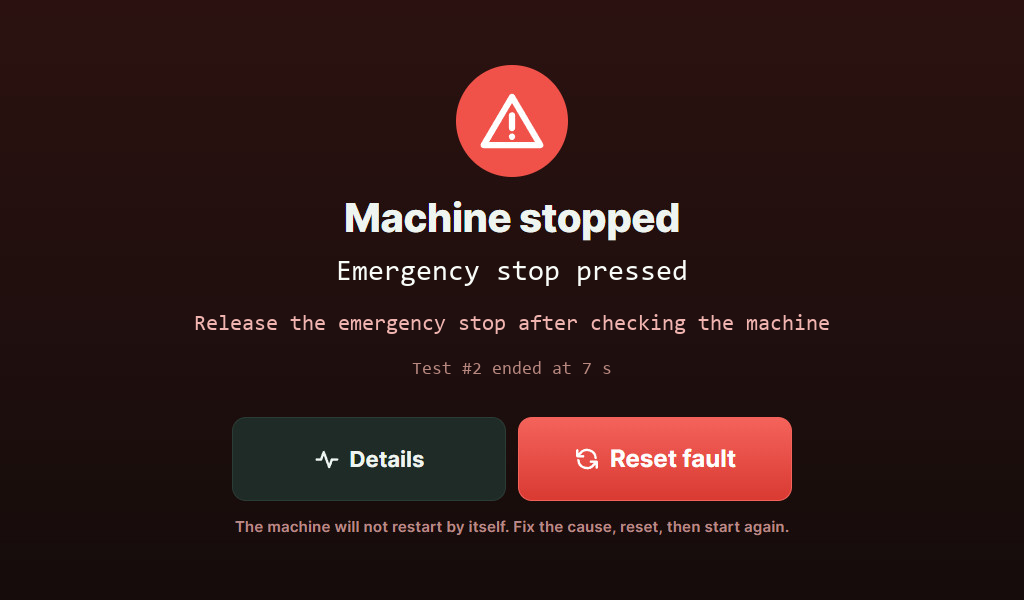 Machine stopped
Emergency stop pressed
Release the emergency stop after checking the machine
Test #2 ended at 7 s
Details
Reset fault
The machine will not restart by itself. Fix the cause, reset, then start again.